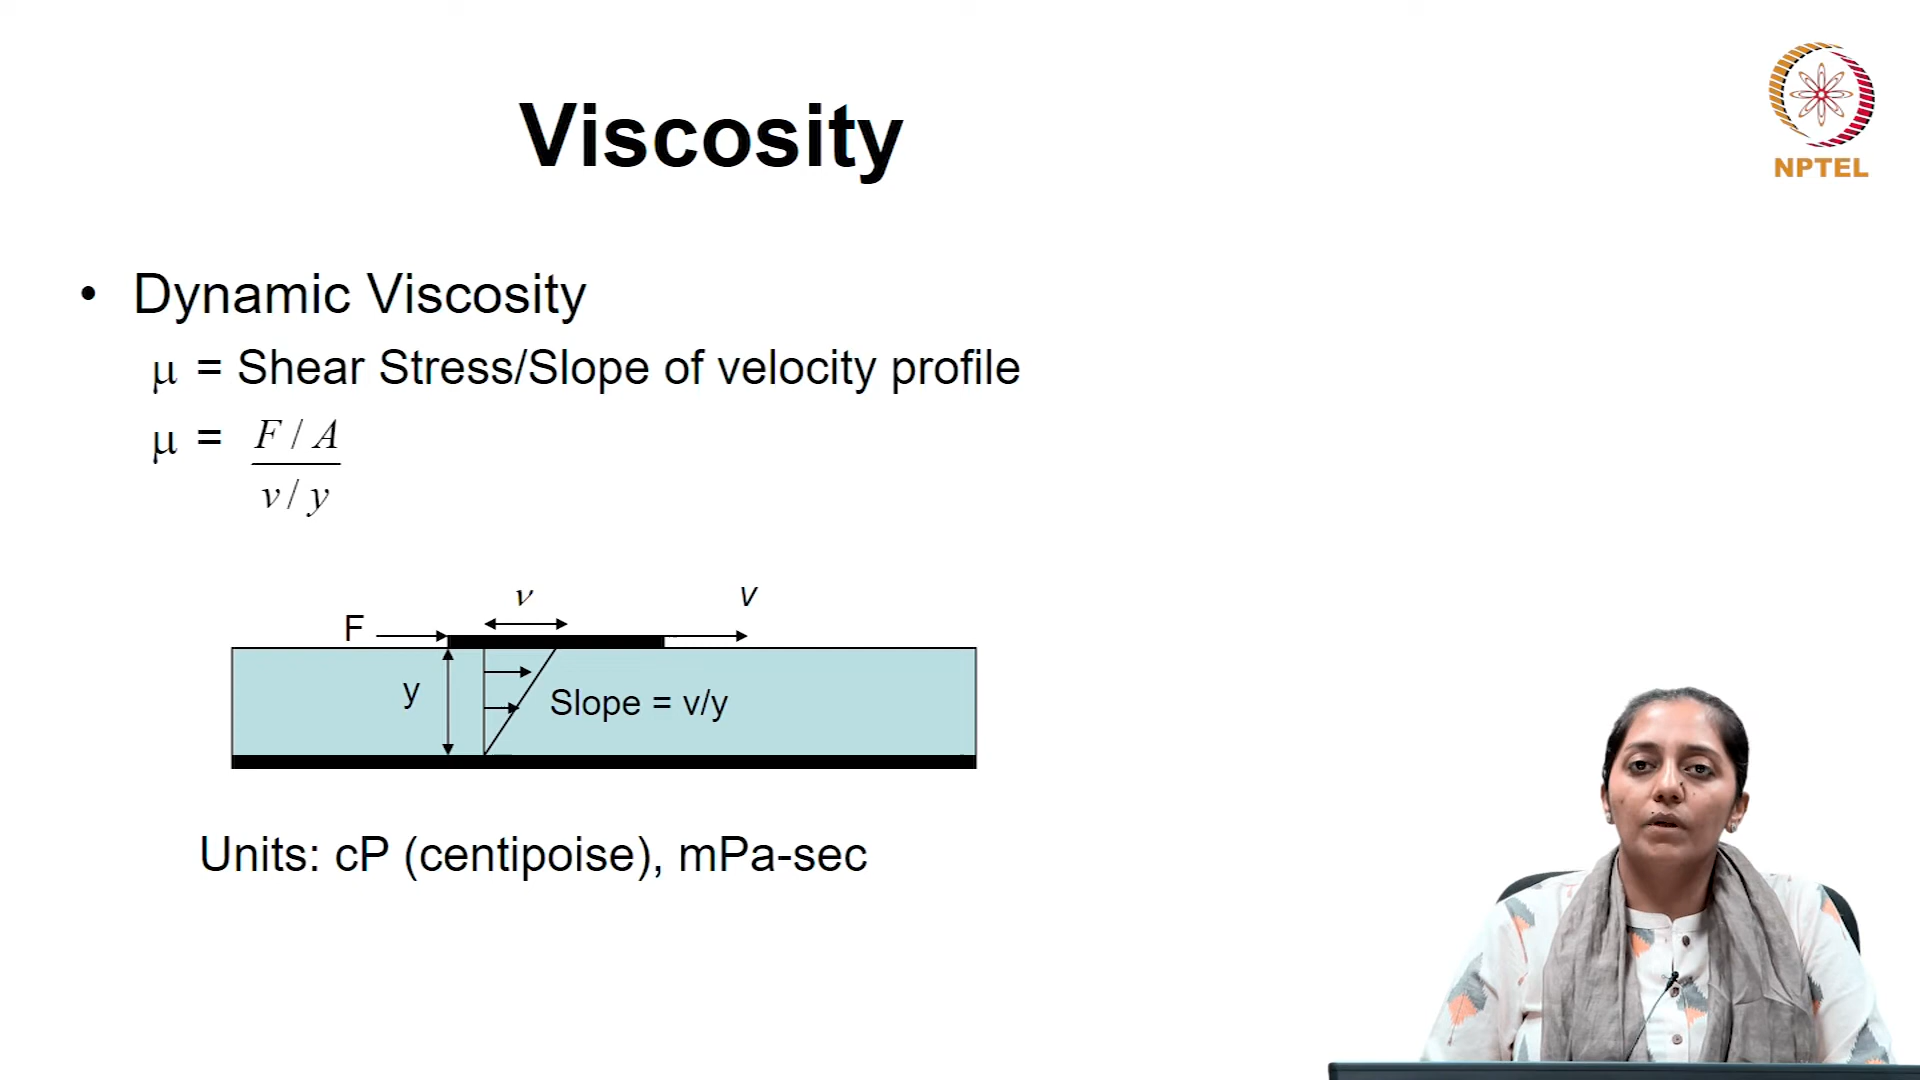 Viscosity
NPTEL
• Dynamic Viscosity
μ = Shear Stress/Slope of velocity profile
μ = F / A
v / y
v
v
F
y
Slope = v/y
Units: cP (centipoise), mPa-sec